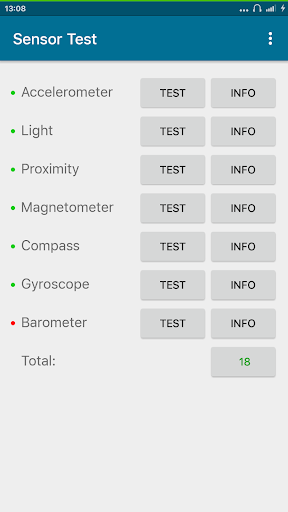 13:08
Sensor Test
Accelerometer TEST INFO
Light TEST INFO
Proximity TEST INFO
Magnetometer TEST INFO
Compass TEST INFO
Gyroscope TEST INFO
Barometer TEST INFO
Total: 18